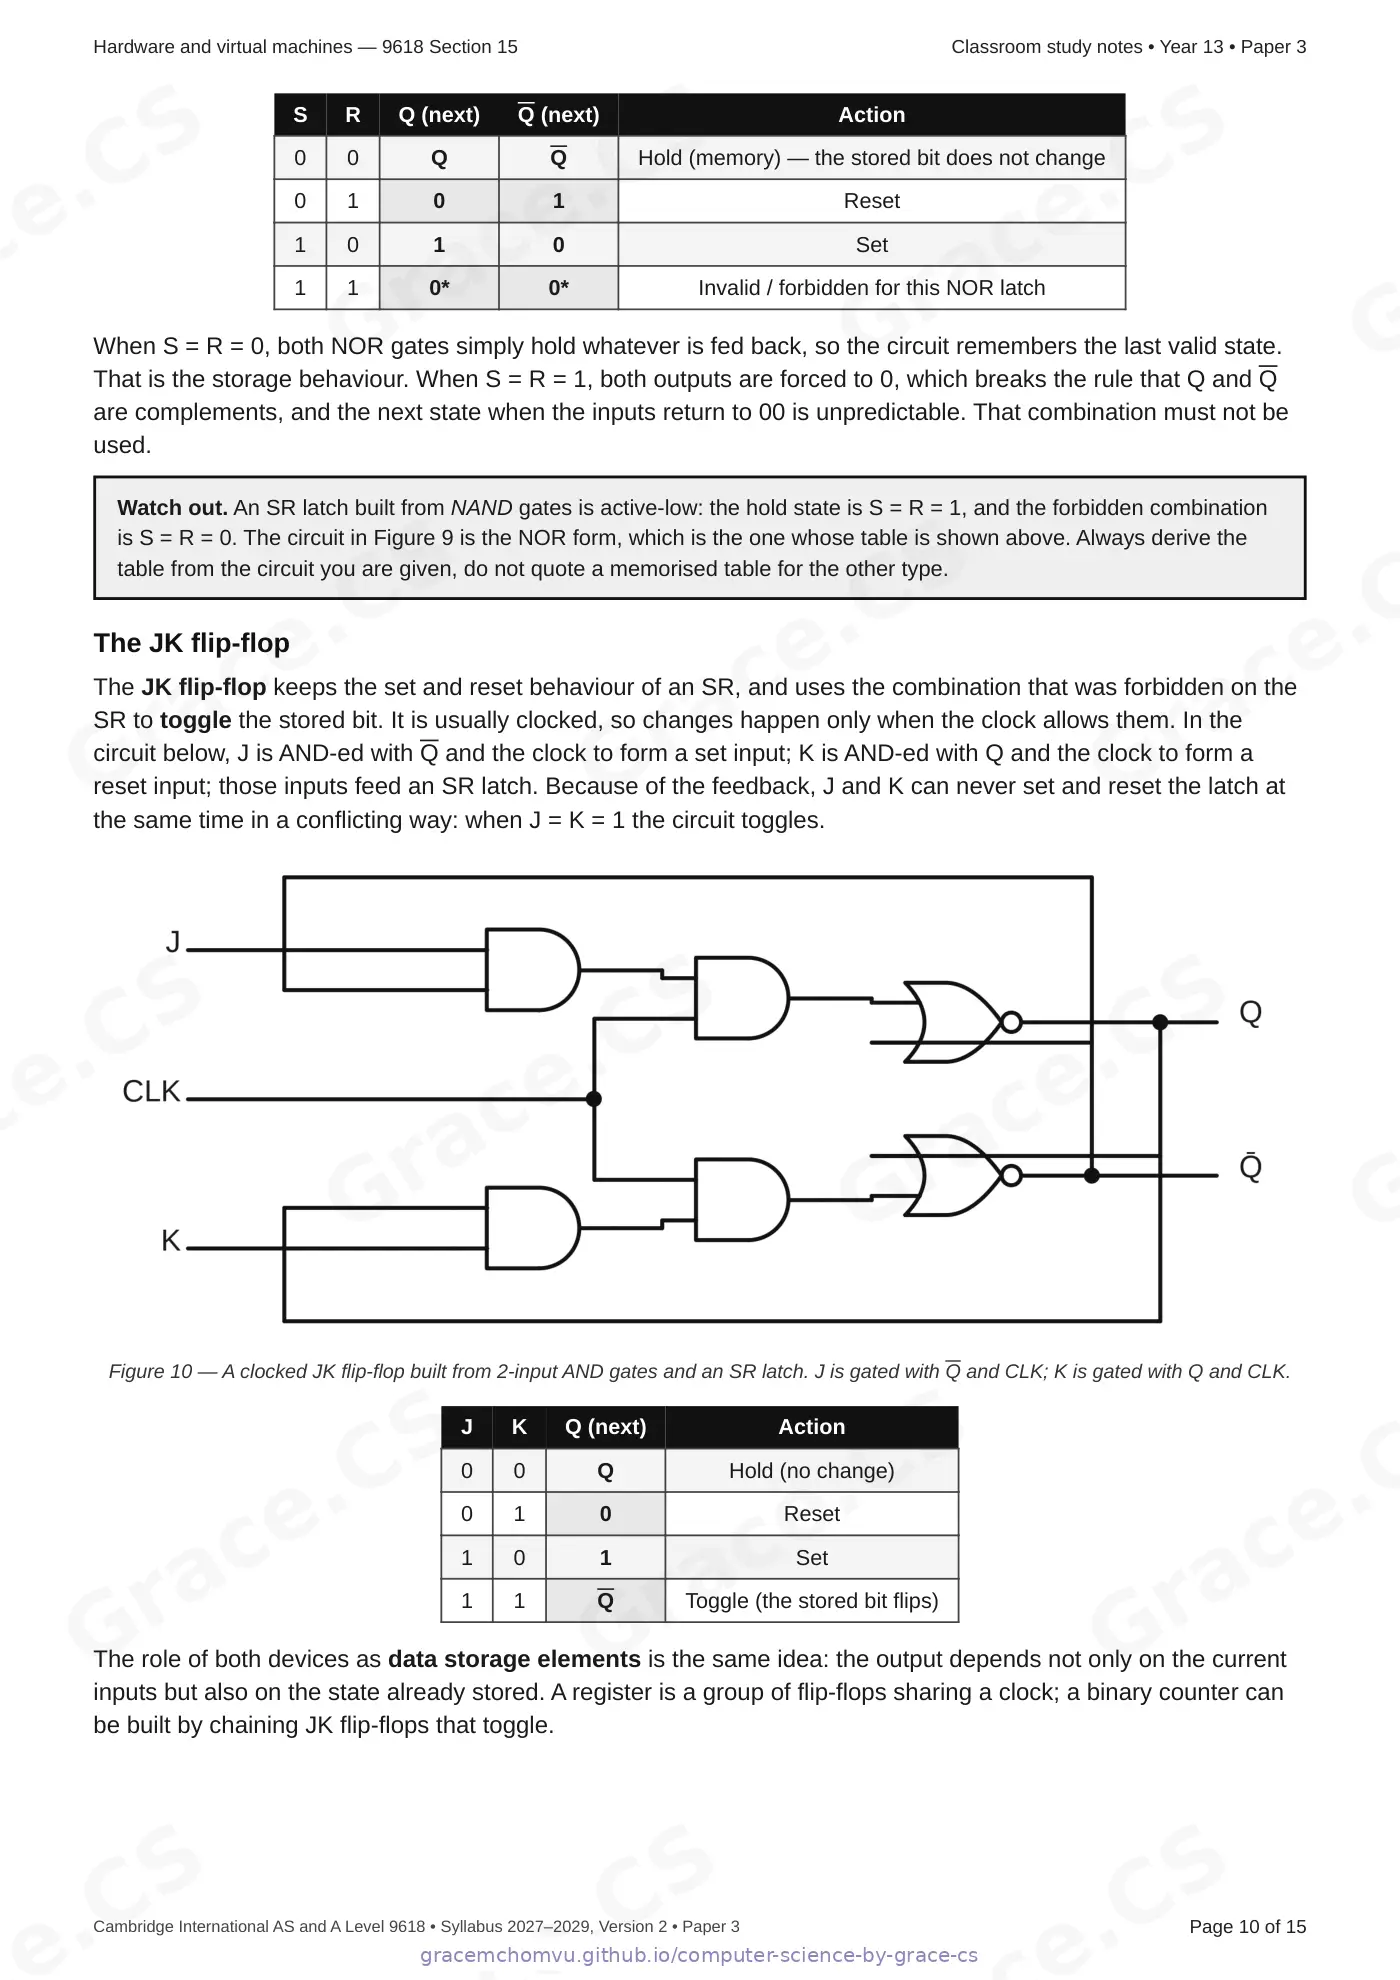 Hardware and virtual machines — 9618 Section 15
Classroom study notes • Year 13 • Paper 3
S R Q (next) Q̅ (next) Action
0 0 Q Q̅ Hold (memory) — the stored bit does not change
0 1 0 1 Reset
1 0 1 0 Set
1 1 0* 0* Invalid / forbidden for this NOR latch
When S = R = 0, both NOR gates simply hold whatever is fed back, so the circuit remembers the last valid state.
That is the storage behaviour. When S = R = 1, both outputs are forced to 0, which breaks the rule that Q and Q̅
are complements, and the next state when the inputs return to 00 is unpredictable. That combination must not be
used.
Watch out. An SR latch built from NAND gates is active-low: the hold state is S = R = 1, and the forbidden combination
is S = R = 0. The circuit in Figure 9 is the NOR form, which is the one whose table is shown above. Always derive the
table from the circuit you are given, do not quote a memorised table for the other type.
The JK flip-flop
The JK flip-flop keeps the set and reset behaviour of an SR, and uses the combination that was forbidden on the
SR to toggle the stored bit. It is usually clocked, so changes happen only when the clock allows them. In the
circuit below, J is AND-ed with Q̅ and the clock to form a set input; K is AND-ed with Q and the clock to form a
reset input; those inputs feed an SR latch. Because of the feedback, J and K can never set and reset the latch at
the same time in a conflicting way: when J = K = 1 the circuit toggles.
J
Q
CLK
Q̄
K
Figure 10 — A clocked JK flip-flop built from 2-input AND gates and an SR latch. J is gated with Q̅ and CLK; K is gated with Q and CLK.
J K Q (next) Action
0 0 Q Hold (no change)
0 1 0 Reset
1 0 1 Set
1 1 Q̅ Toggle (the stored bit flips)
The role of both devices as data storage elements is the same idea: the output depends not only on the current
inputs but also on the state already stored. A register is a group of flip-flops sharing a clock; a binary counter can
be built by chaining JK flip-flops that toggle.
Cambridge International AS and A Level 9618 • Syllabus 2027–2029, Version 2 • Paper 3
Page 10 of 15
gracemchomvu.github.io/computer-science-by-grace-cs
Grace.CS